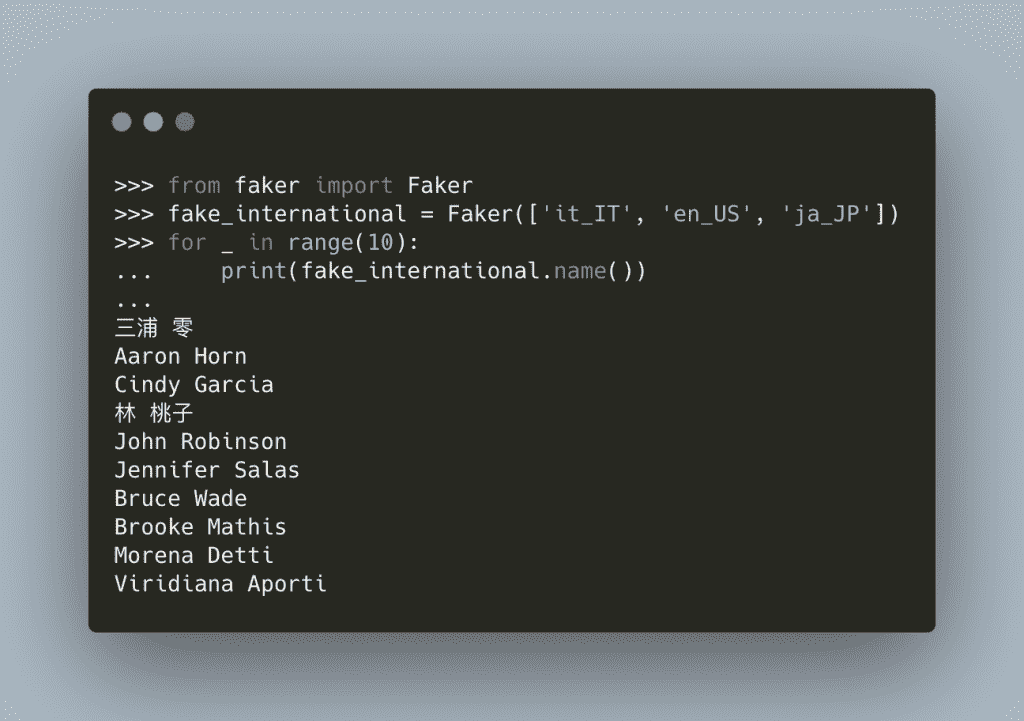 >>> from faker import Faker
>>> fake_international = Faker(['it_IT', 'en_US', 'ja_JP'])
>>> for _ in range(10):
...     print(fake_international.name())
...
三浦 零
Aaron Horn
Cindy Garcia
林 桃子
John Robinson
Jennifer Salas
Bruce Wade
Brooke Mathis
Morena Detti
Viridiana Aporti